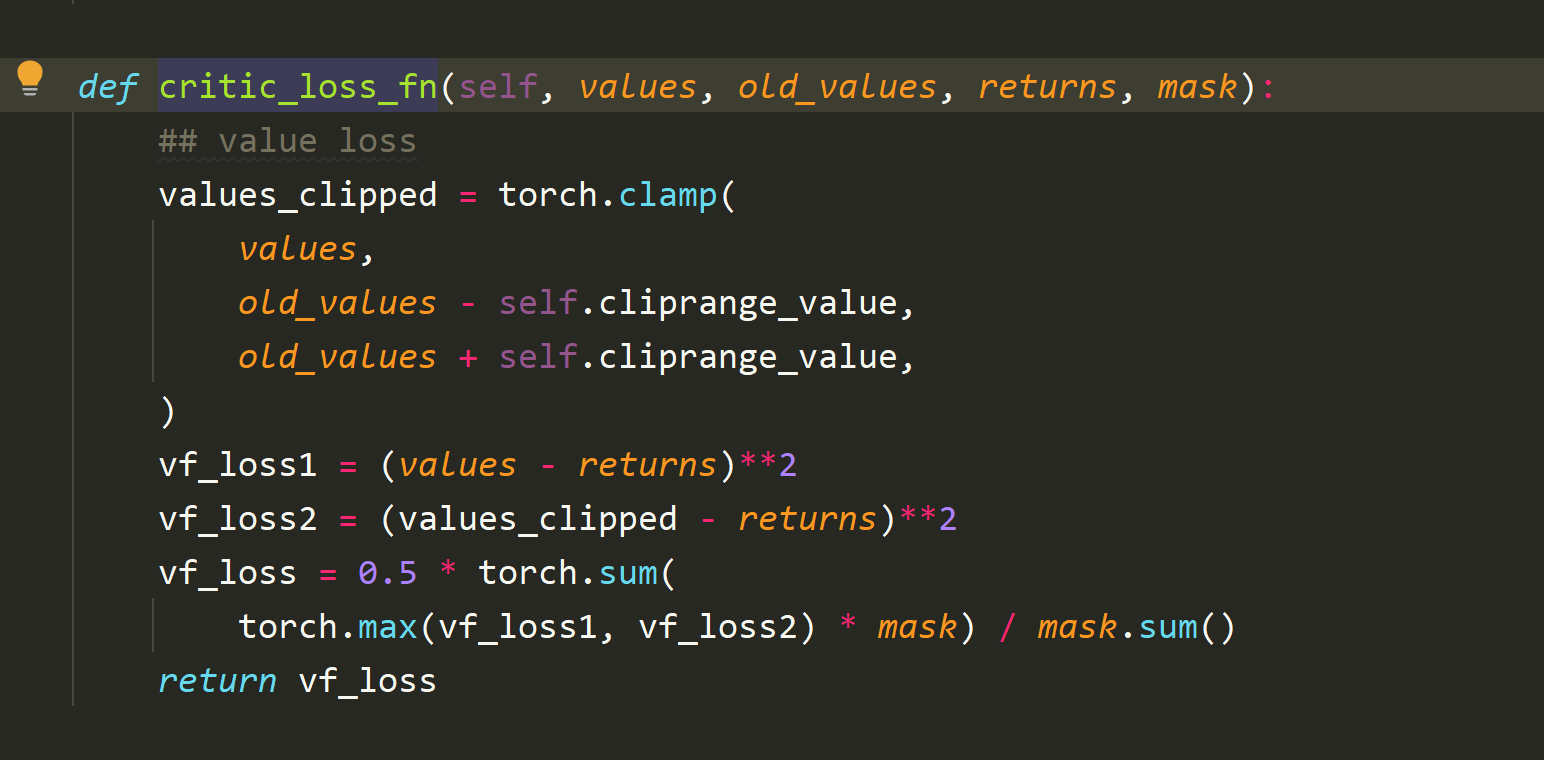 def critic_loss_fn(self, values, old_values, returns, mask):
## value loss
values_clipped = torch.clamp(
values,
old_values - self.cliprange_value,
old_values + self.cliprange_value,
)
vf_loss1 = (values - returns)**2
vf_loss2 = (values_clipped - returns)**2
vf_loss = 0.5 * torch.sum(
torch.max(vf_loss1, vf_loss2) * mask) / mask.sum()
return vf_loss